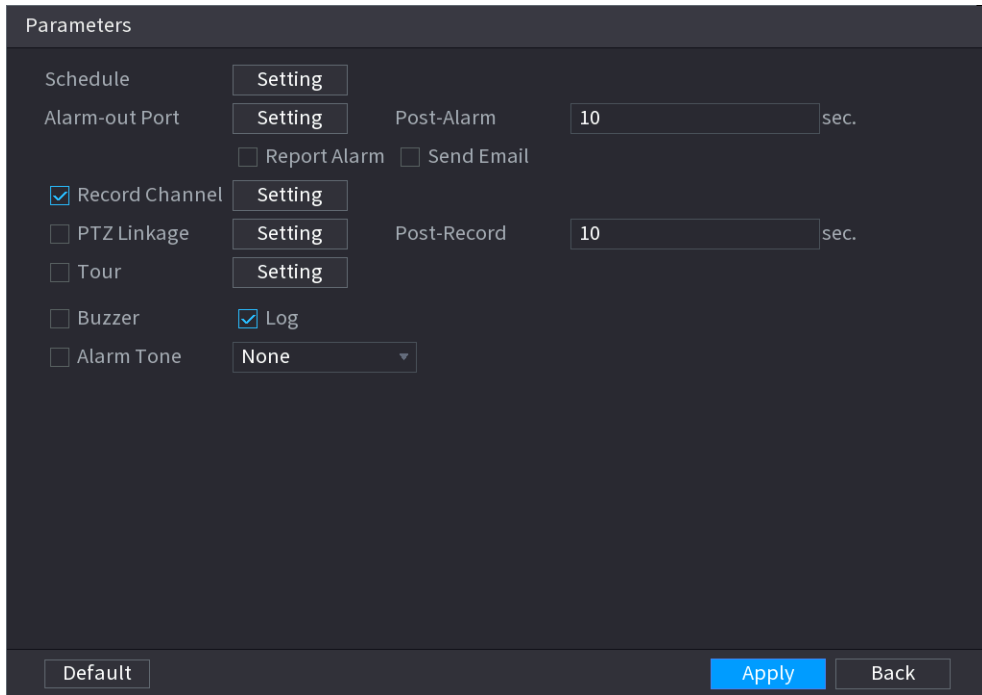 Parameters
Schedule Setting
Alarm-out Port Setting Post-Alarm 10 sec.
Report Alarm Send Email
Record Channel Setting
PTZ Linkage Setting Post-Record 10 sec.
Tour Setting
Buzzer Log
Alarm Tone None
Default Apply Back